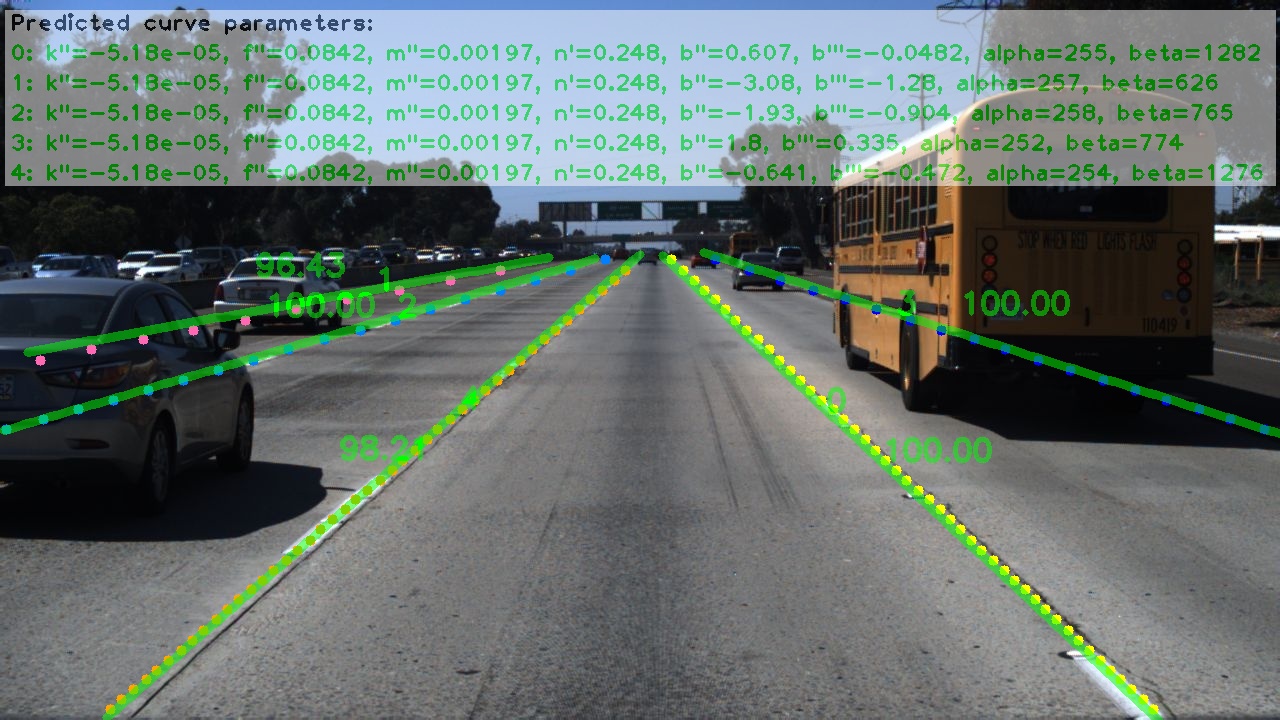 Predicted curve parameters:
0: k''=-5.18e-05, f''=0.0842, m''=0.00197, n'=0.248, b''=0.607, b'''=-0.0482, alpha=255, beta=1282
1: k''=-5.18e-05, f''=0.0842, m''=0.00197, n'=0.248, b''=-3.08, b'''=-1.28, alpha=257, beta=626
2: k''=-5.18e-05, f''=0.0842, m''=0.00197, n'=0.248, b''=-1.93, b'''=-0.904, alpha=258, beta=765
3: k''=-5.18e-05, f''=0.0842, m''=0.00197, n'=0.248, b''=1.8, b'''=0.335, alpha=252, beta=774
4: k''=-5.18e-05, f''=0.0842, m''=0.00197, n'=0.248, b''=-0.641, b'''=-0.472, alpha=254, beta=1276
STOP WHEN RED LIGHTS FLASH
98.43 1
100.00 2
3 100.00
110419
0
4
100.00